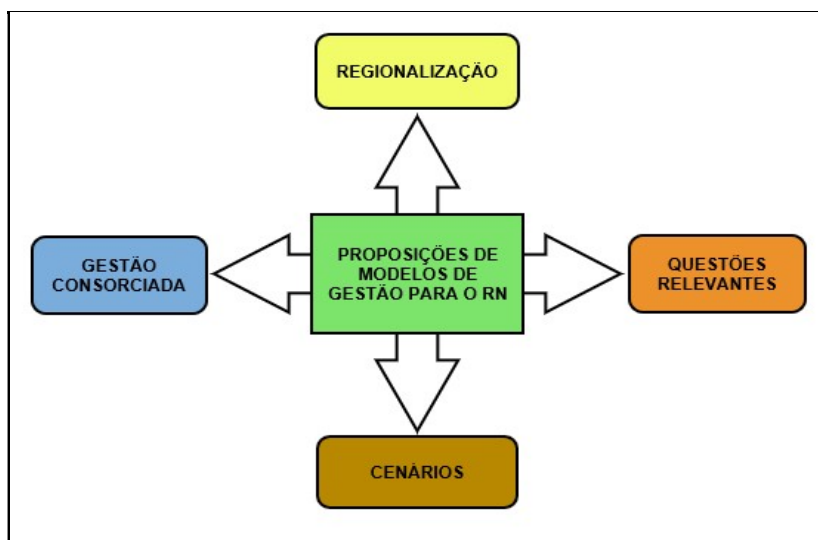 REGIONALIZAÇÃO
GESTÃO
CONSORCIADA
PROPOSIÇÕES DE
MODELOS DE
GESTÃO PARA O RN
QUESTÕES
RELEVANTES
CENÁRIOS